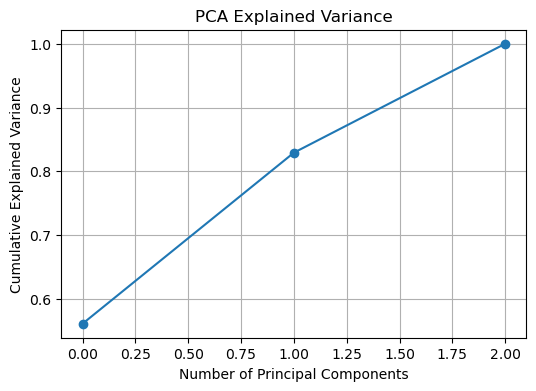 PCA Explained Variance
1.0
0.9
0.8
0.7
0.6
Cumulative Explained Variance
0.00 0.25 0.50 0.75 1.00 1.25 1.50 1.75 2.00
Number of Principal Components